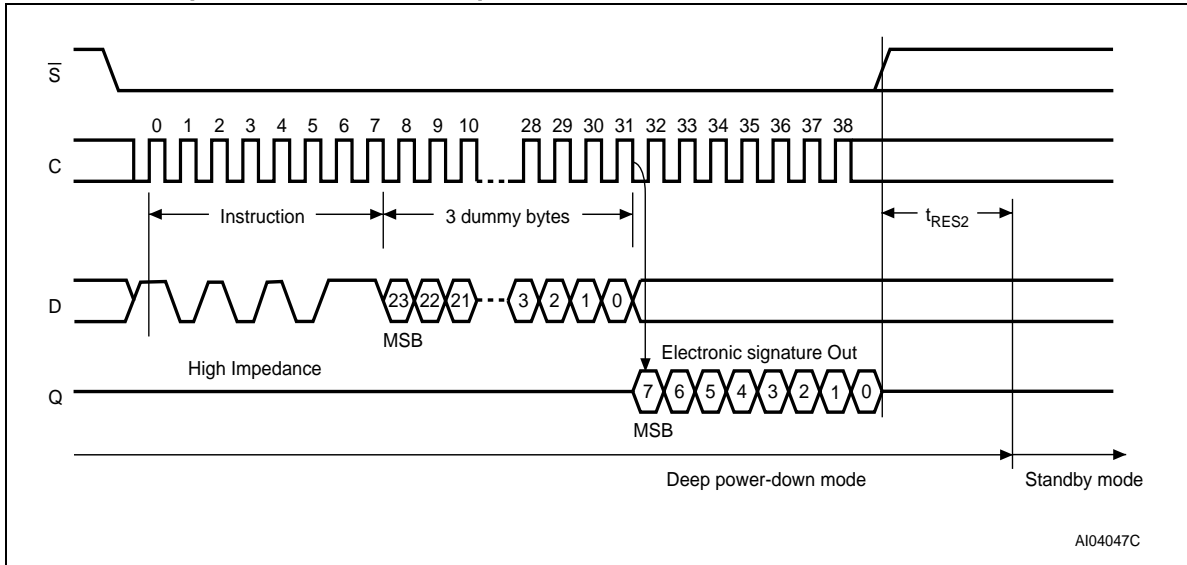 S
0 1 2 3 4 5 6 7 8 9 10 28 29 30 31 32 33 34 35 36 37 38
C
Instruction 3 dummy bytes tRES2
D 23 22 21 3 2 1 0
MSB
High Impedance Electronic signature Out
Q 7 6 5 4 3 2 1 0
MSB
Deep power-down mode Standby mode
AI04047C